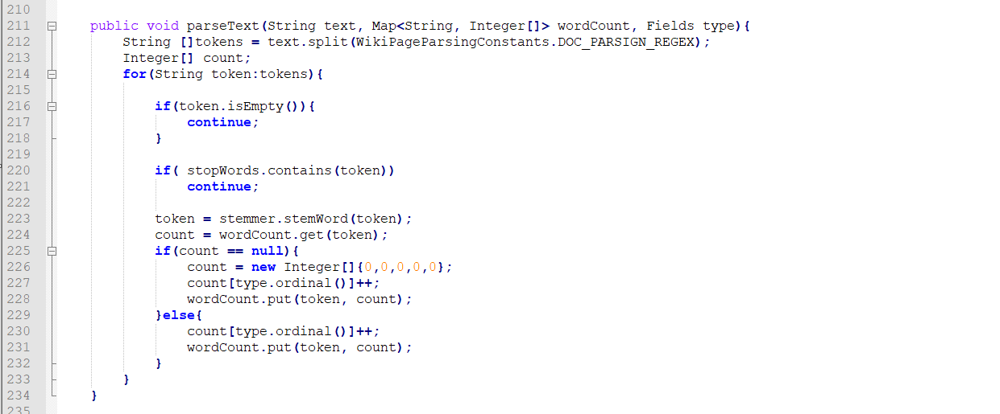 210
211 public void parseText(String text, Map<String, Integer[]> wordCount, Fields type){
212 String []tokens = text.split(WikiPageParsingConstants.DOC_PARSIGN_REGEX);
213 Integer[] count;
214 for(String token:tokens){
215
216 if(token.isEmpty()){
217 continue;
218 }
219
220 if( stopWords.contains(token))
221 continue;
222
223 token = stemmer.stemWord(token);
224 count = wordCount.get(token);
225 if(count == null){
226 count = new Integer[]{0,0,0,0,0};
227 count[type.ordinal()]++;
228 wordCount.put(token, count);
229 }else{
230 count[type.ordinal()]++;
231 wordCount.put(token, count);
232 }
233 }
234 }
235